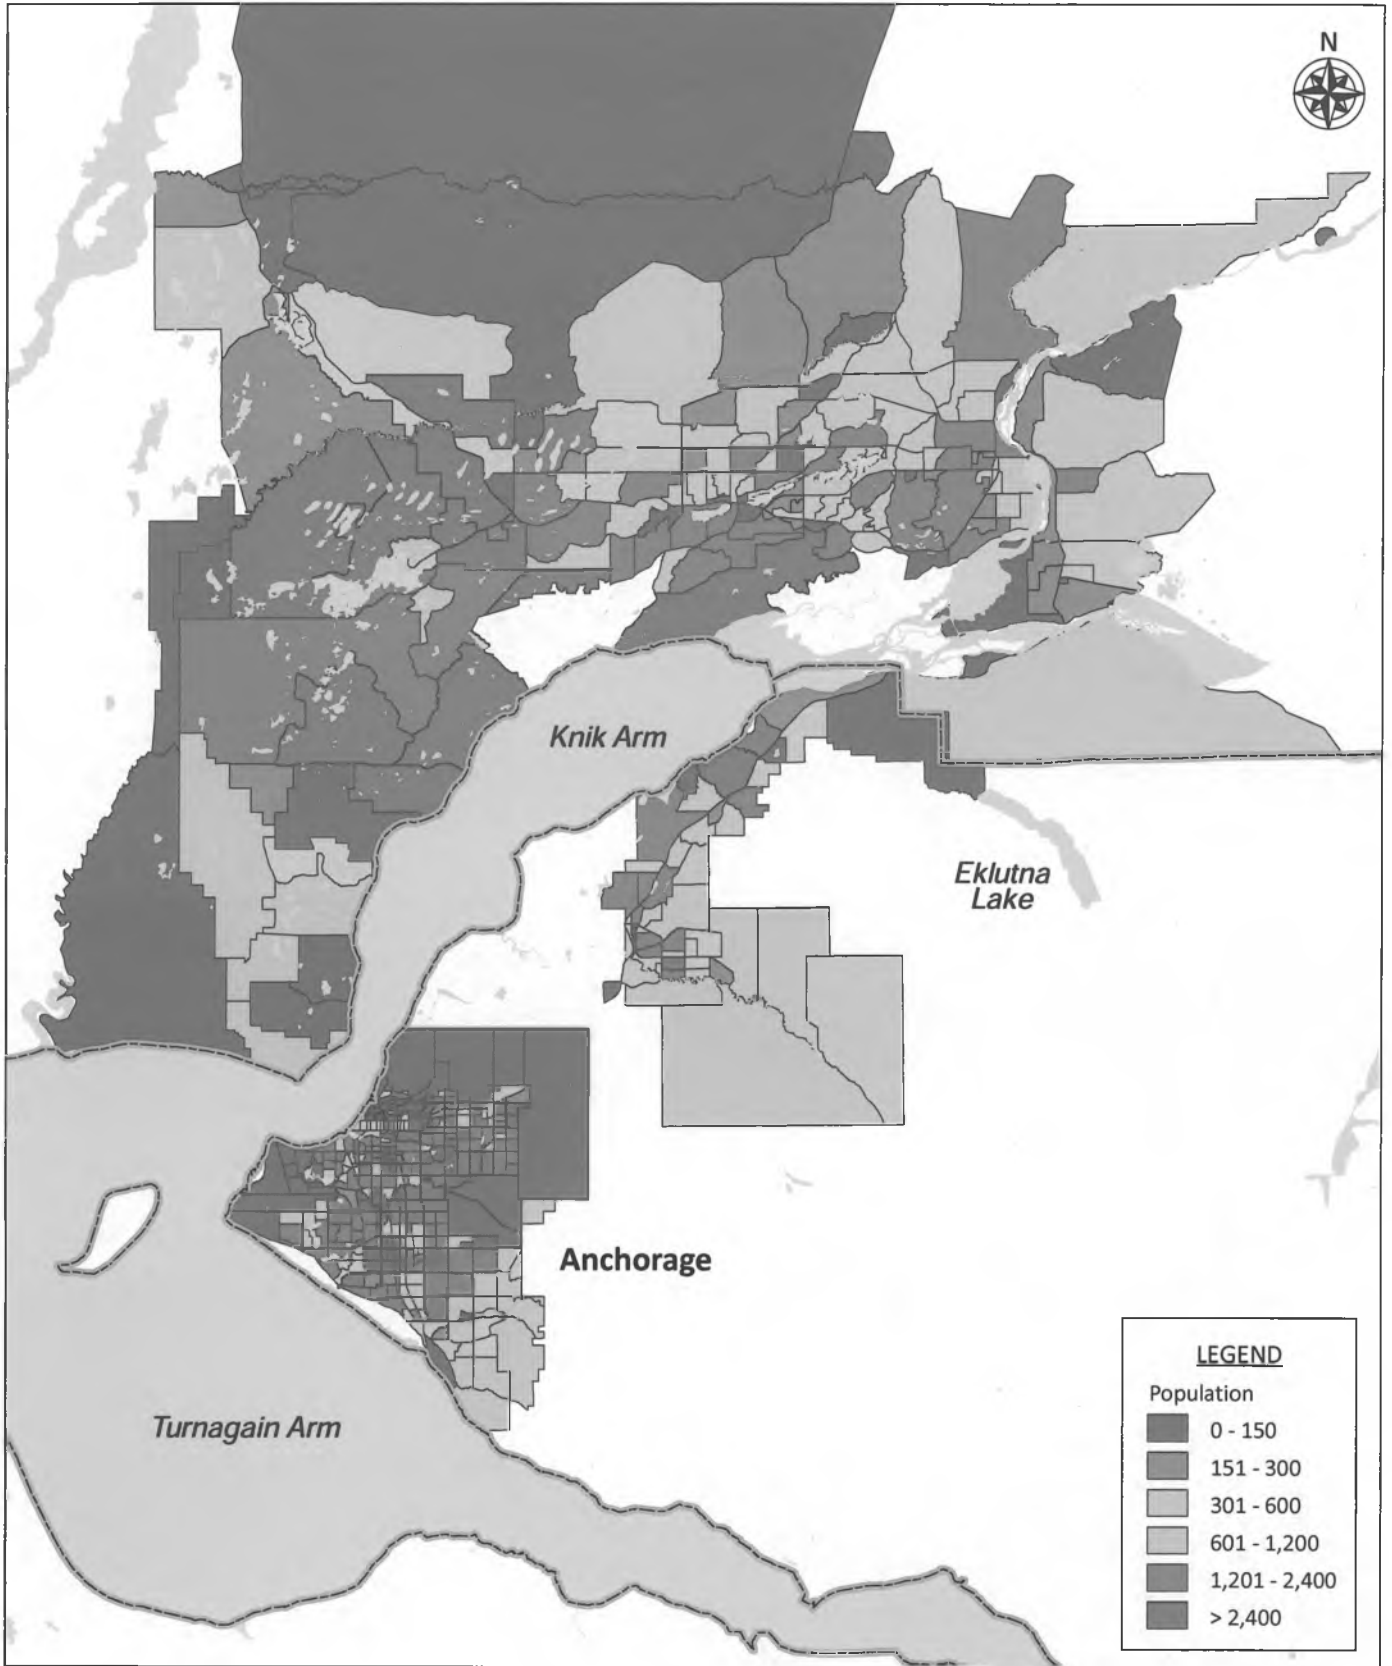 N
Knik Arm
Eklutna
Lake
Anchorage
Turnagain Arm
LEGEND
Population
0 - 150
151 - 300
301 - 600
601 - 1,200
1,201 - 2,400
> 2,400